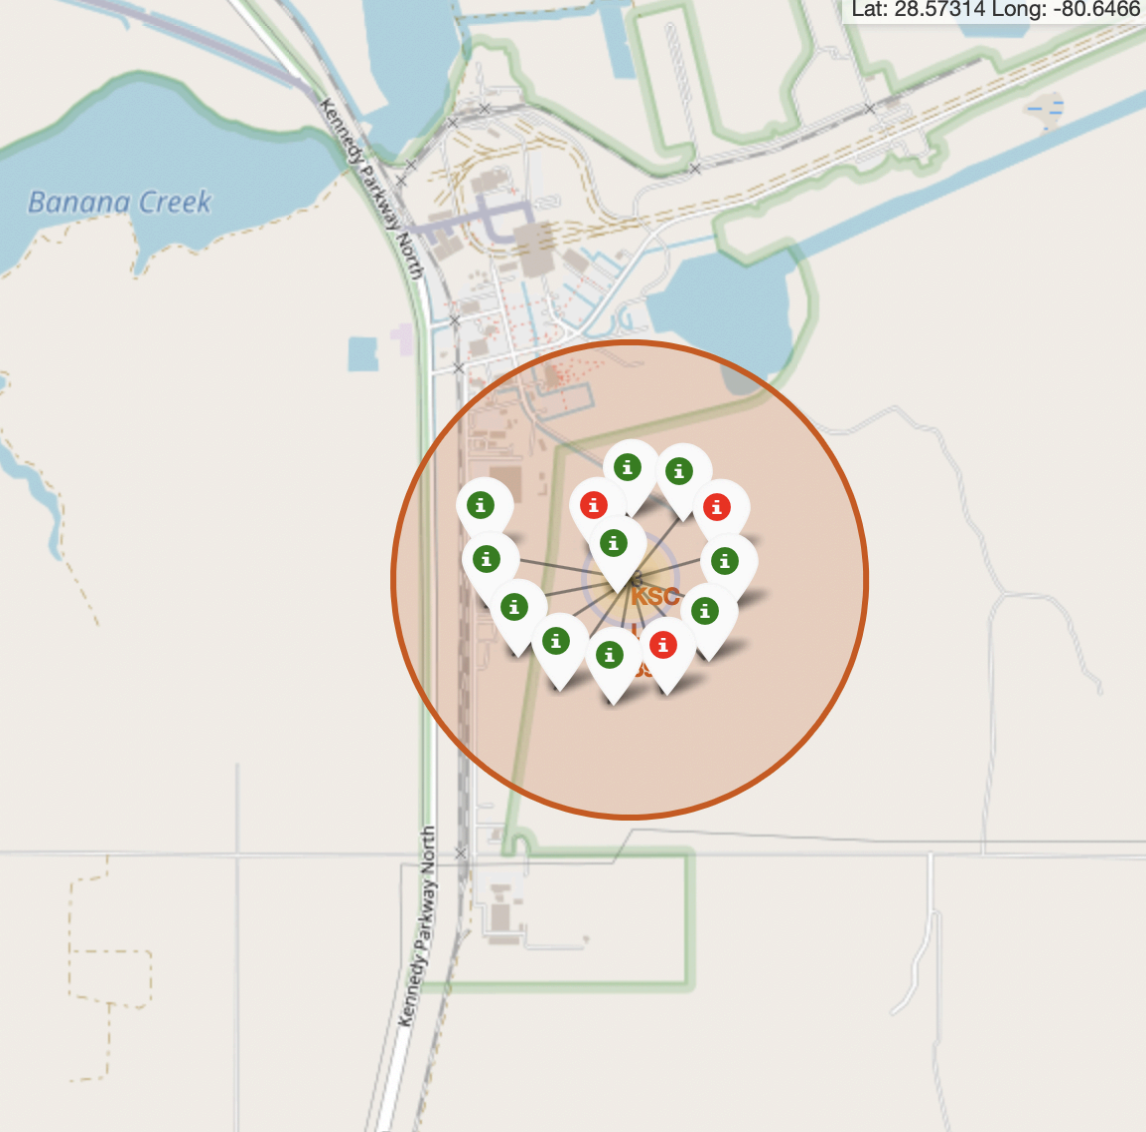 Lat: 28.57314 Long: -80.6466
Kennedy Parkway North
Banana Creek
KSC
Kennedy Parkway North